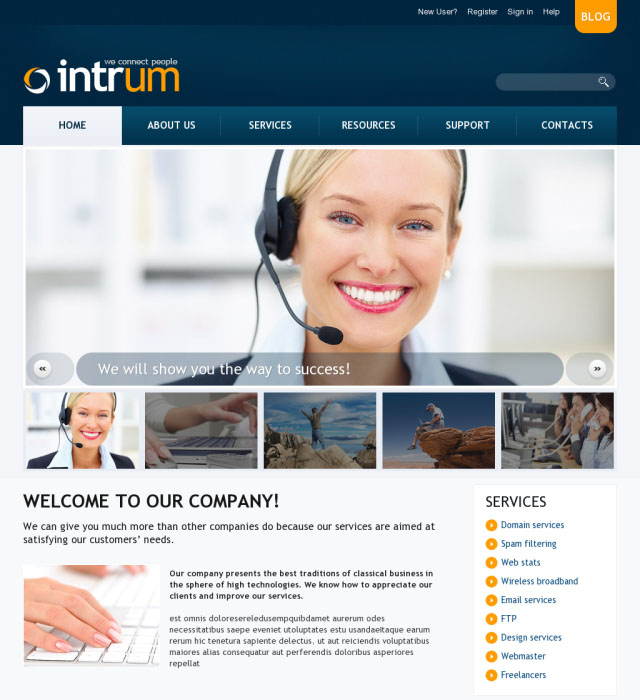 New User? Register Sign in Help BLOG
we connect people
intrum
HOME ABOUT US SERVICES RESOURCES SUPPORT CONTACTS
We will show you the way to success!
WELCOME TO OUR COMPANY!
We can give you much more than other companies do because our services are aimed at
satisfying our customers’ needs.
Our company presents the best traditions of classical business in
the sphere of high technologies. We know how to appreciate our
clients and improve our services.
est omnis doloresereledusempquibdamet aurerum odes
necessitatibus saepe eveniet utoluptates estu usandaeitaque earum
rerum hic tenetura sapiente delectus, ut aut reiciendis voluptatibus
maiores alias consequatur aut perferendis doloribus asperiores
repellat
SERVICES
Domain services
Spam filtering
Web stats
Wireless broadband
Email services
FTP
Design services
Webmaster
Freelancers